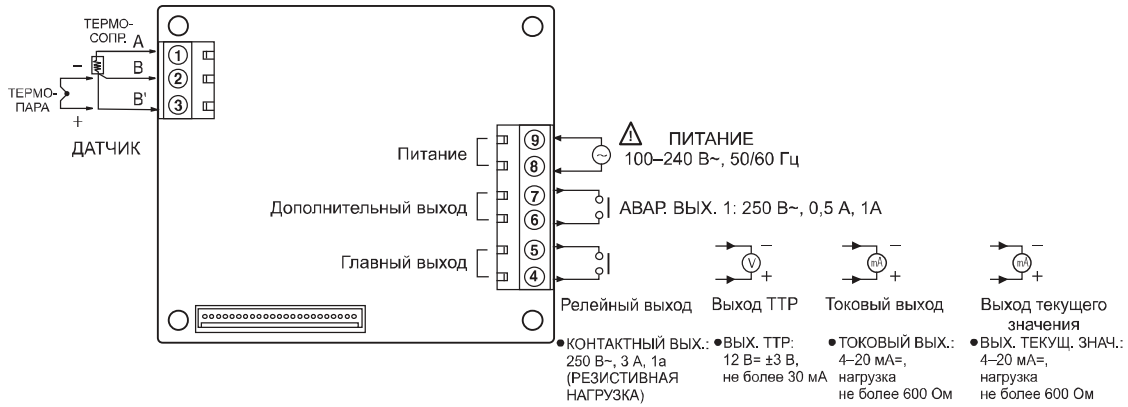 ТЕРМО-
СОПР.
A
B
B'
–
ТЕРМО-
ПАРА
+
ДАТЧИК
1
2
3
Питание
9
8
⚠ ПИТАНИЕ
100–240 В~, 50/60 Гц
Дополнительный выход
7
6
АВАР. ВЫХ. 1: 250 В~, 0,5 А, 1А
Главный выход
5
4
–
V
+
–
mA
+
–
mA
+
Релейный выход
Выход ТТР
Токовый выход
Выход текущего
значения
● КОНТАКТНЫЙ ВЫХ.:
250 В~, 3 А, 1а
(РЕЗИСТИВНАЯ
НАГРУЗКА)
● ВЫХ. ТТР:
12 В= ±3 В,
не более 30 мА
● ТОКОВЫЙ ВЫХ.:
4–20 мА=,
нагрузка
не более 600 Ом
● ВЫХ. ТЕКУЩ. ЗНАЧ.:
4–20 мА=,
нагрузка
не более 600 Ом